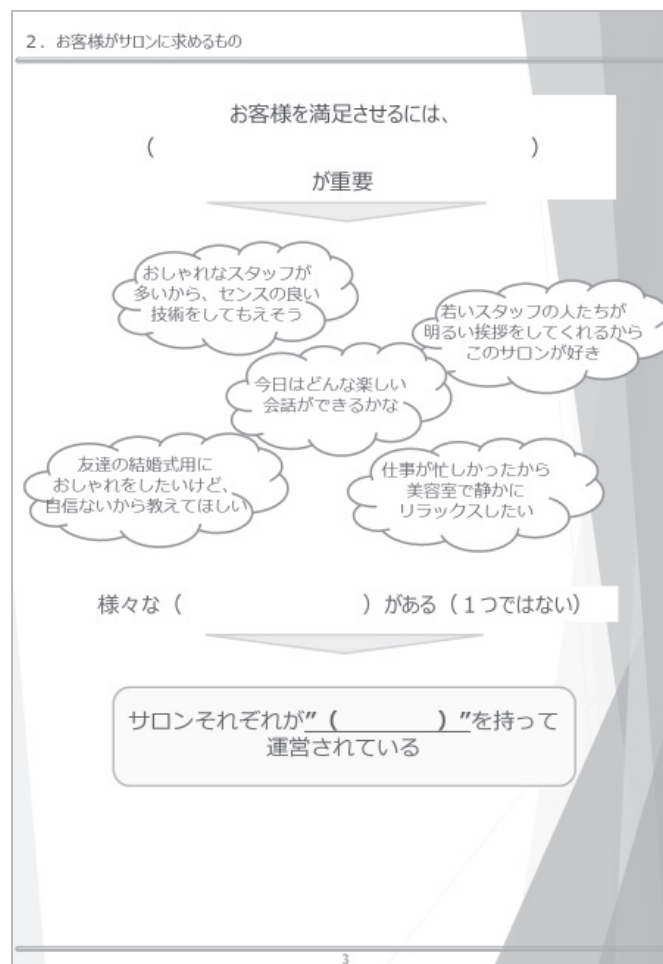 ２．お客様がサロンに求めるもの
お客様を満足させるには、
（　　　　　　　　　　　　　　　　　　）
が重要
おしゃれなスタッフが
多いから、センスの良い
技術をしてもえそう
若いスタッフの人たちが
明るい挨拶をしてくれるから
このサロンが好き
今日はどんな楽しい
会話ができるかな
友達の結婚式用に
おしゃれをしたいけど、
自信ないから教えてほしい
仕事が忙しかったから
美容室で静かに
リラックスしたい
様々な（　　　　　　　　　）がある（１つではない）
サロンそれぞれが”（　　　　　）”を持って
運営されている
3